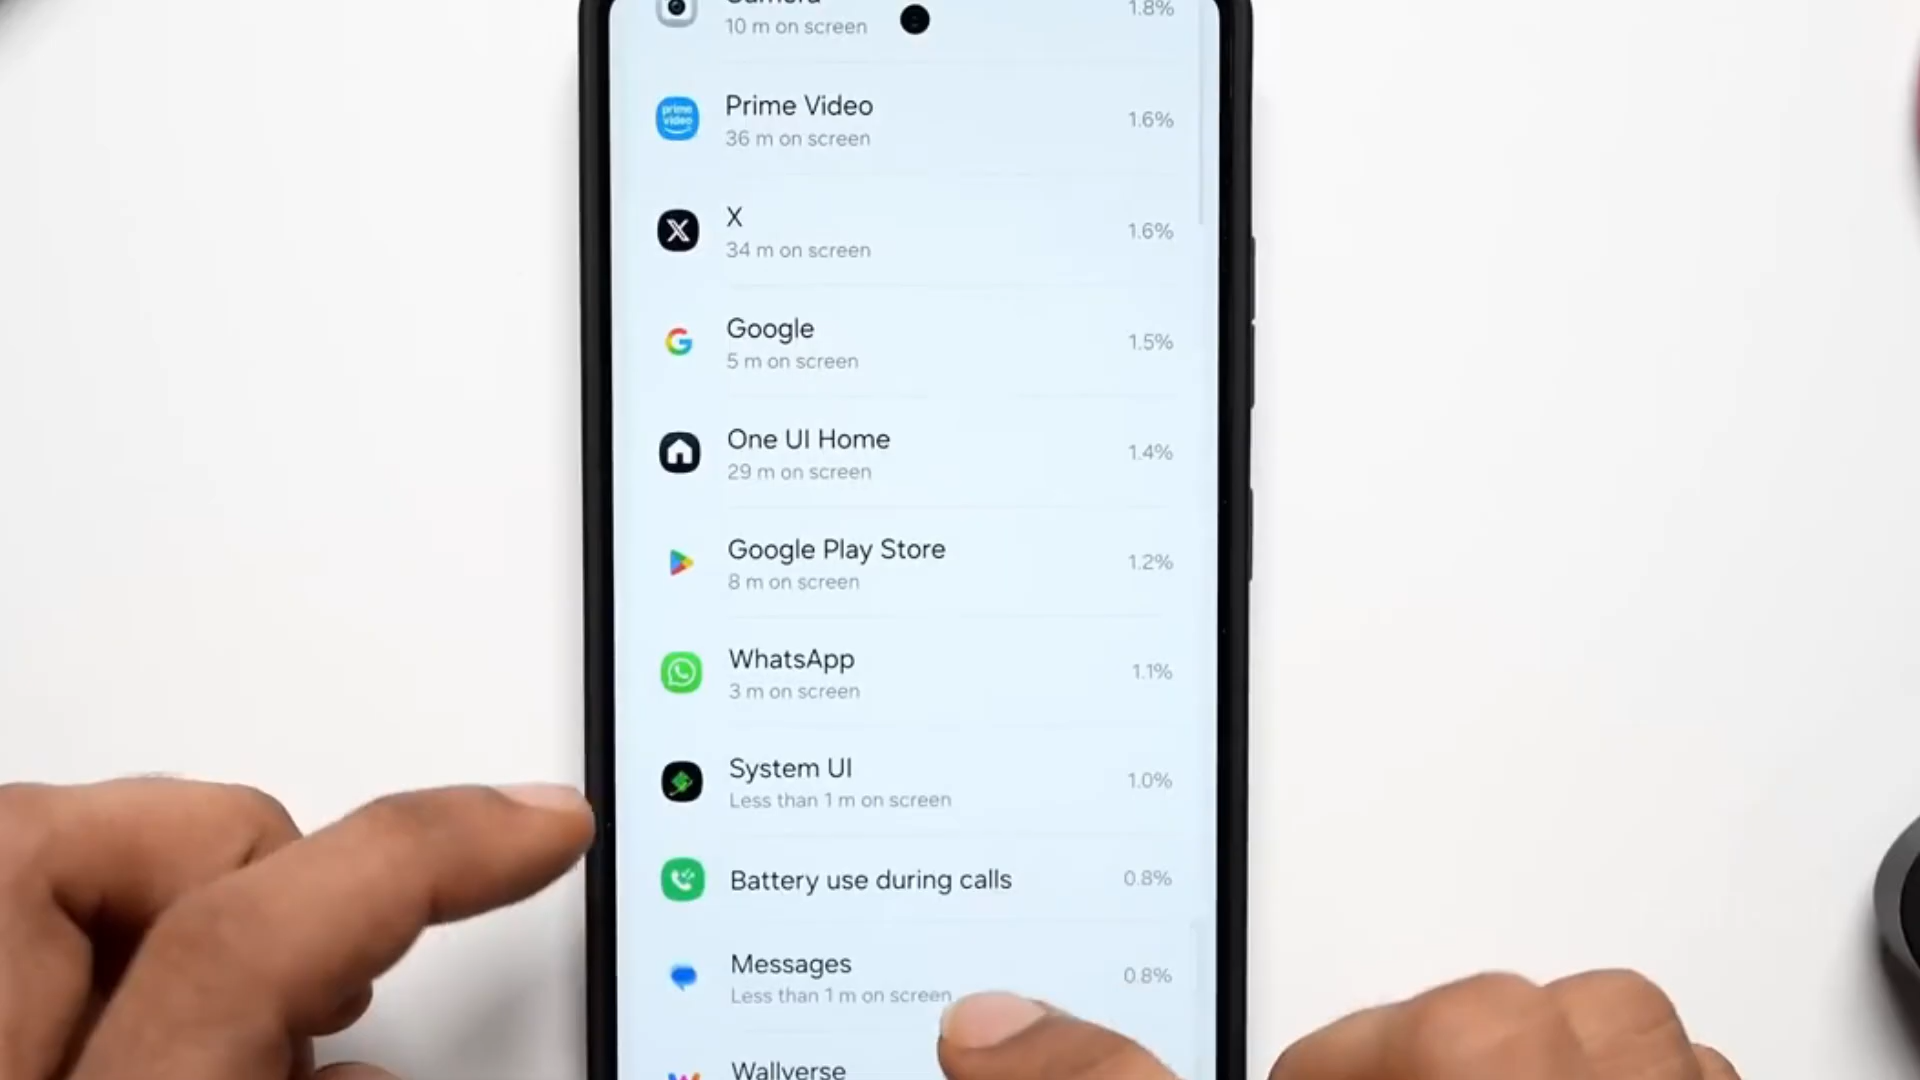 Camera
10 m on screen
1.8%
prime
video
Prime Video
36 m on screen
1.6%
X
34 m on screen
1.6%
Google
5 m on screen
1.5%
One UI Home
29 m on screen
1.4%
Google Play Store
8 m on screen
1.2%
WhatsApp
3 m on screen
1.1%
System UI
Less than 1 m on screen
1.0%
Battery use during calls
0.8%
Messages
Less than 1 m on screen
0.8%
Wallverse